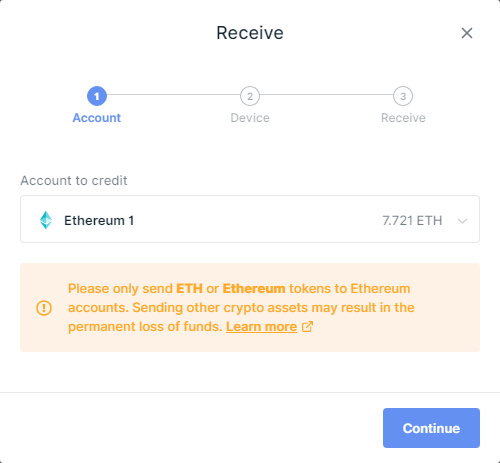 Receive
1
2
3
Account
Device
Receive
Account to credit
Ethereum 1
7.721 ETH
Please only send ETH or Ethereum tokens to Ethereum
accounts. Sending other crypto assets may result in the
permanent loss of funds. Learn more
Continue